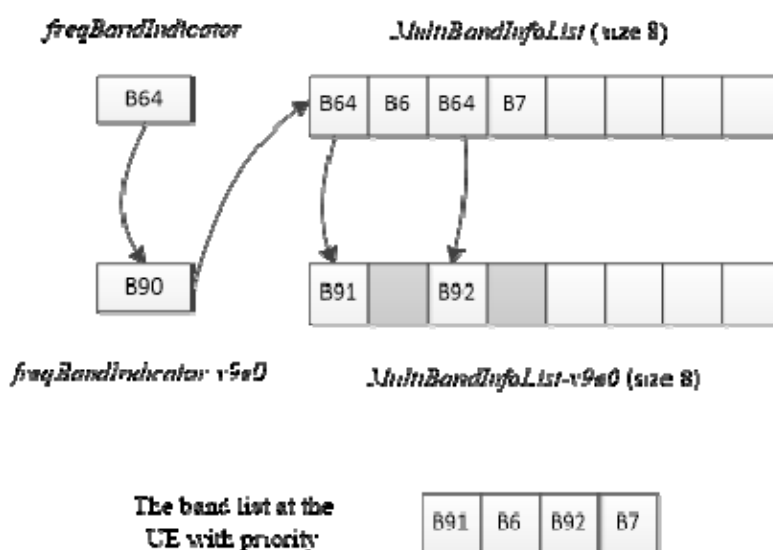 freqBandIndicator MultiBandInfoList (size 8)
B64 B64 B6 B64 B7
B90 B91 B92
freqBandIndicator-v9e0 MultiBandInfoList-v9e0 (size 8)
The band list at the
UE with priority
B91 B6 B92 B7